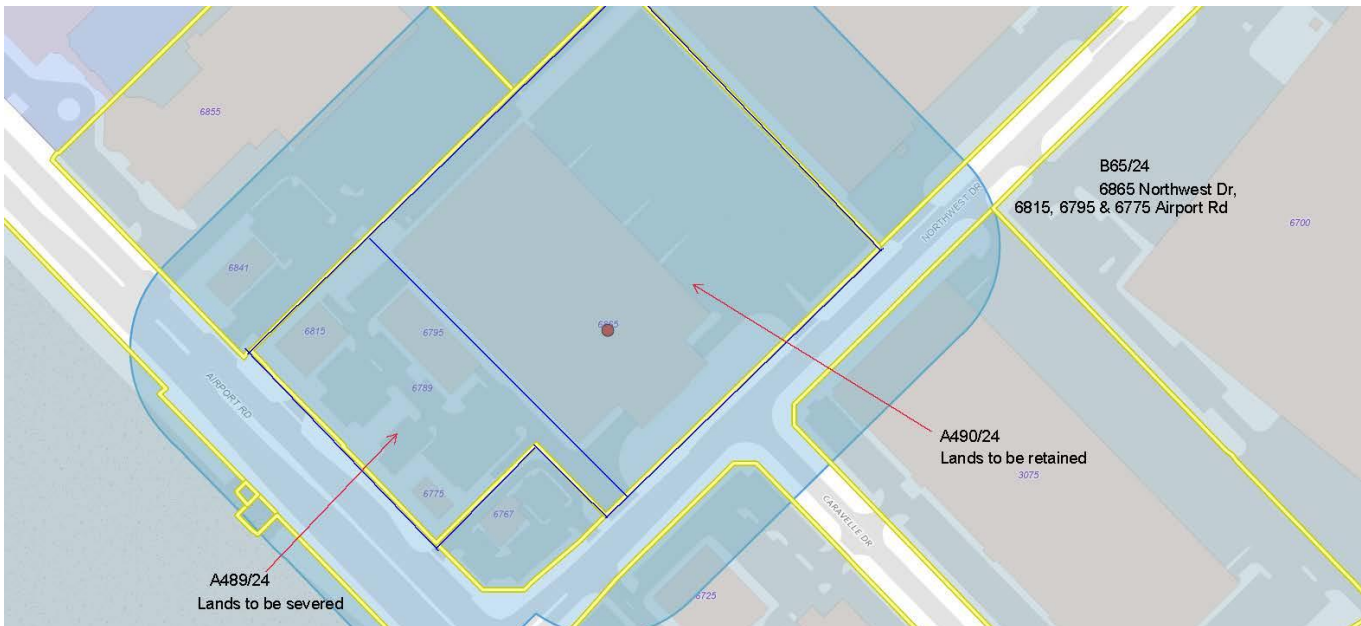 6855
B65/24
6865 Northwest Dr,
6815, 6795 & 6775 Airport Rd
NORTHWEST DR
6700
6841
6815
6795
6789
AIRPORT RD
A490/24
Lands to be retained
3075
6775
6767
CARAVELLE DR
A489/24
Lands to be severed
6725